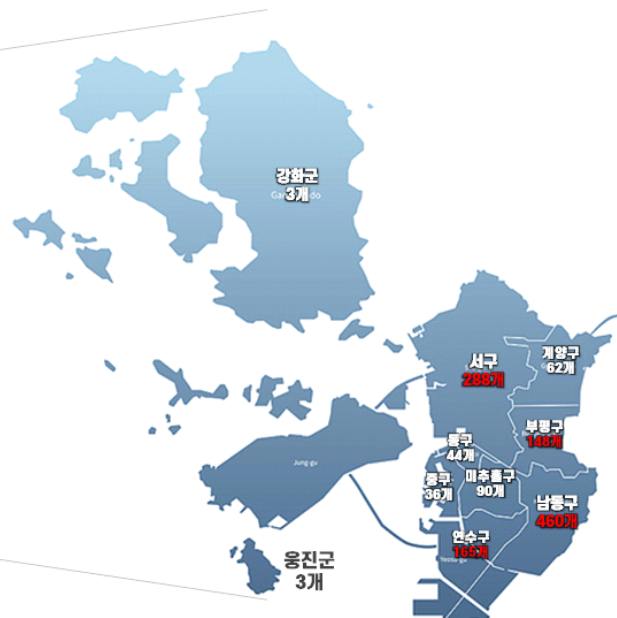 강화군
3개
서구
288개
계양구
62개
부평구
148개
동구
44개
중구
36개
미추홀구
90개
남동구
460개
연수구
165개
Jung-gu
옹진군
3개